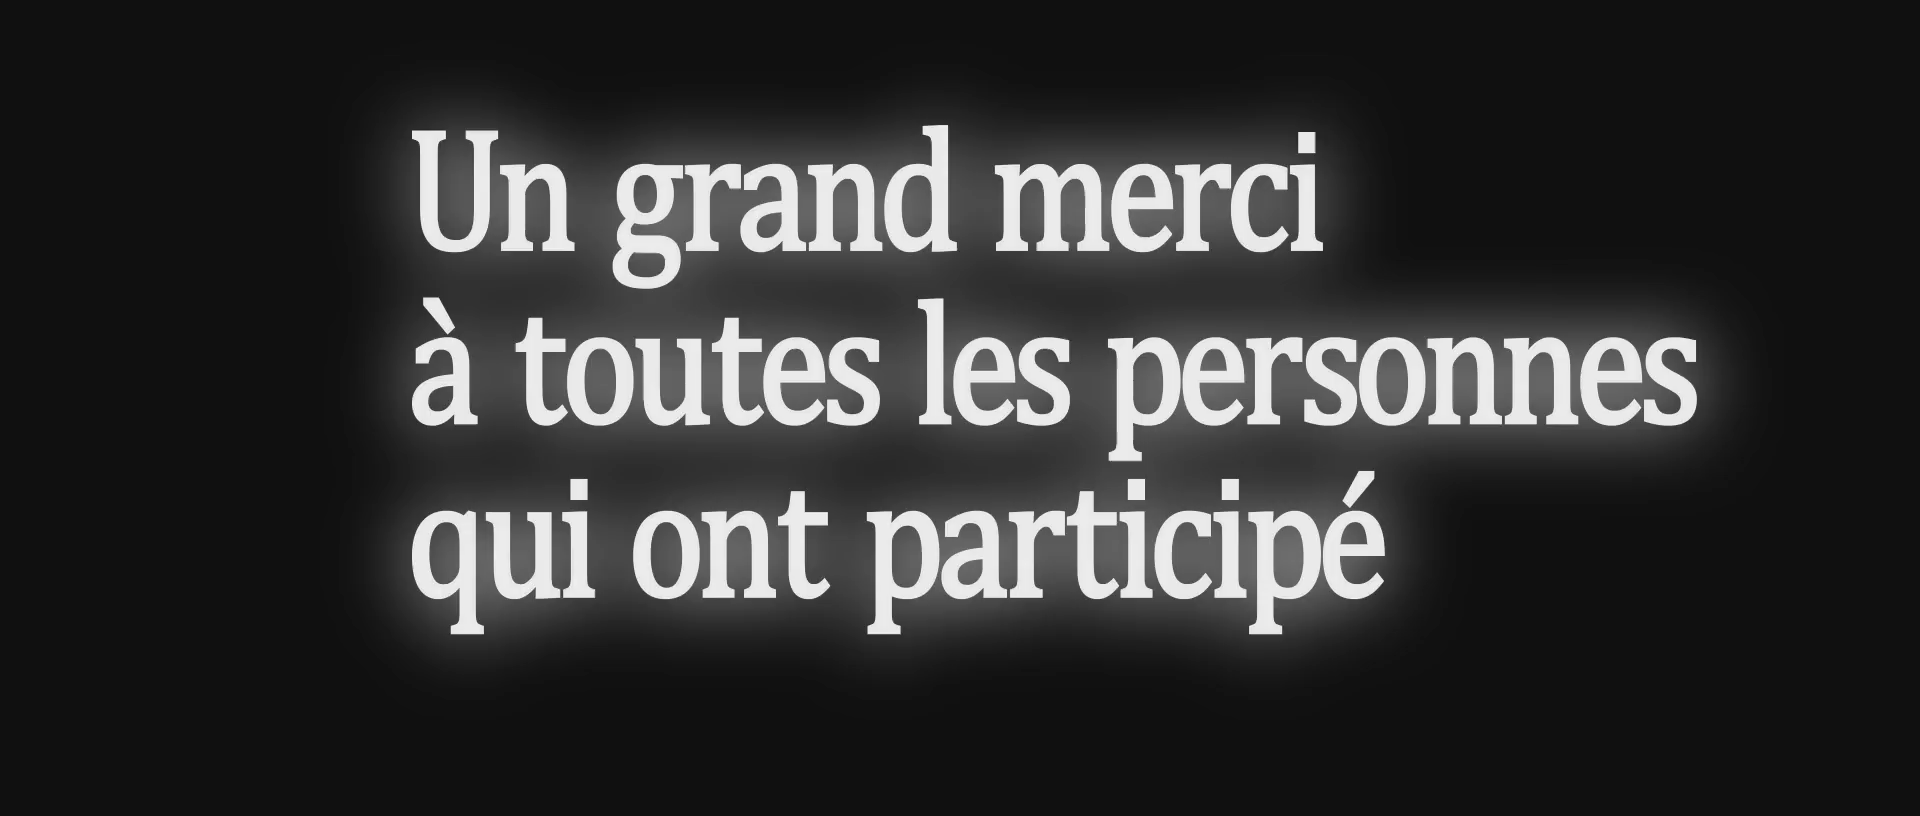 Un grand merci
à toutes les personnes
qui ont participé